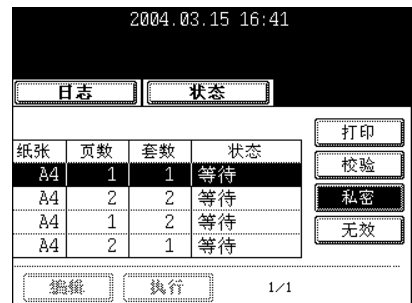 2004.03.15 16:41
日志 状态
打印
纸张 页数 套数 状态
校验
A4 1 1 等待
私密
A4 2 2 等待
A4 1 2 等待
无效
A4 2 1 等待
编辑 执行 1/1